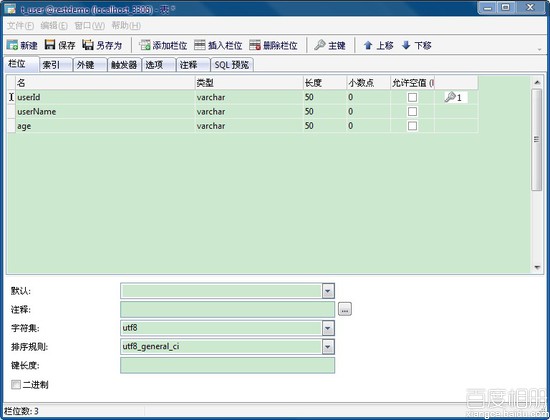 t_user @restdemo (localhost_3306) - 表 *
文件(F) 编辑(E) 窗口(W) 帮助(H)
新建 保存 另存为 添加栏位 插入栏位 删除栏位 主键 上移 下移
栏位 索引 外键 触发器 选项 注释 SQL 预览
名 类型 长度 小数点 允许空值 (
userId varchar 50 0 1
userName varchar 50 0
age varchar 50 0
默认:
注释: ...
字符集: utf8
排序规则: utf8_general_ci
键长度:
二进制
栏位数: 3
百度相册
xiangce.baidu.com